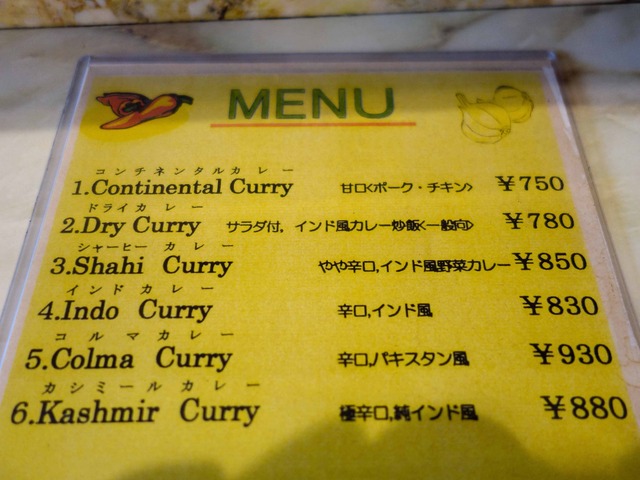 MENU
コンチネンタルカレー
1.Continental Curry 甘口<ポーク・チキン> ￥750
ドライカレー
2.Dry Curry サラダ付, インド風カレー炒飯<一般向> ￥780
シャーヒー カレー
3.Shahi Curry やや辛口,インド風野菜カレー ￥850
インド カレー
4.Indo Curry 辛口,インド風 ￥830
コルマカレー
5.Colma Curry 辛口,パキスタン風 ￥930
カシミール カレー
6.Kashmir Curry 極辛口,純インド風 ￥880